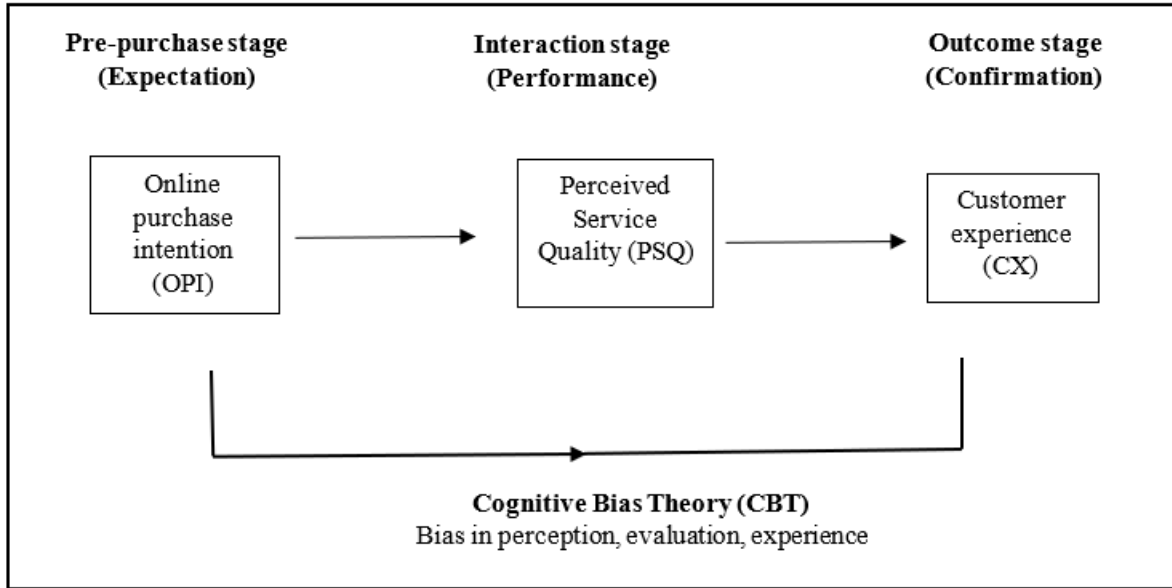 Pre-purchase stage
(Expectation)
Interaction stage
(Performance)
Outcome stage
(Confirmation)
Online
purchase
intention
(OPI)
Perceived
Service
Quality (PSQ)
Customer
experience
(CX)
Cognitive Bias Theory (CBT)
Bias in perception, evaluation, experience